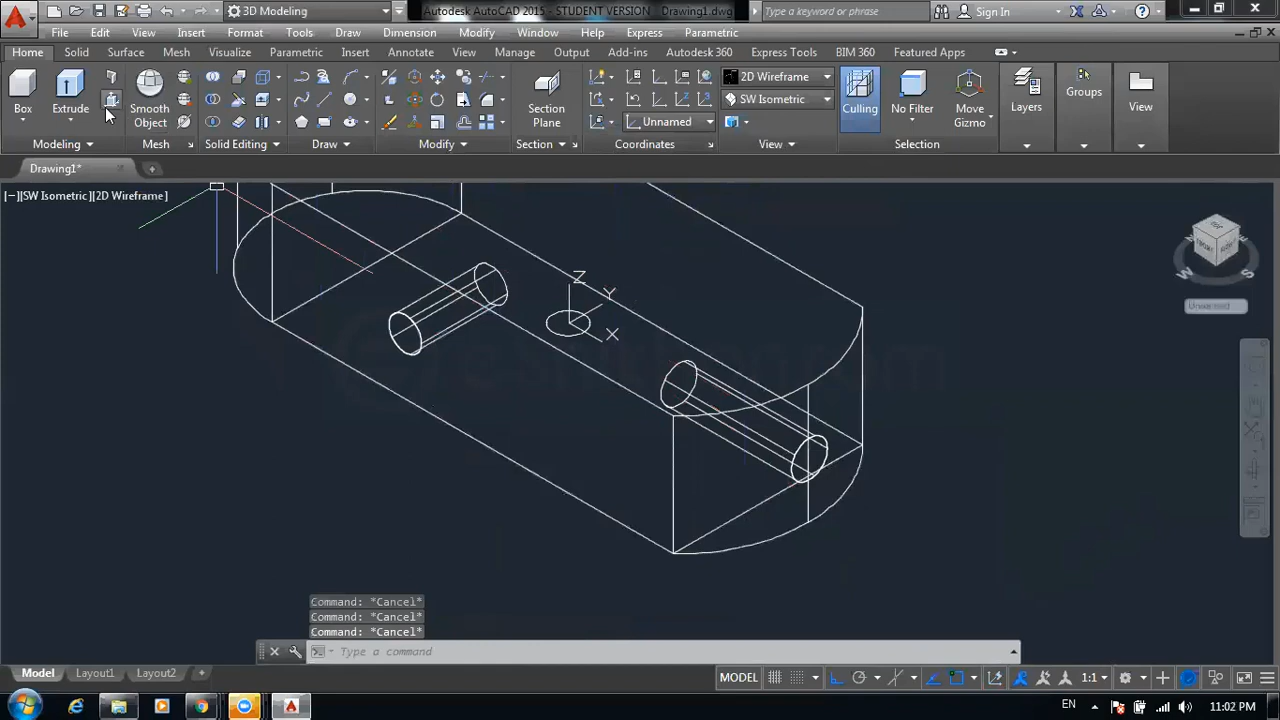 3D Modeling
Autodesk AutoCAD 2015 - STUDENT VERSION
Drawing1.dwg
Type a keyword or phrase
Sign In
File Edit View Insert Format Tools Draw Dimension Modify Window Help Express Parametric
Home Solid Surface Mesh Visualize Parametric Insert Annotate View Manage Output Add-ins Autodesk 360 Express Tools BIM 360 Featured Apps
2D Wireframe
SW Isometric
Unnamed
Box Extrude Smooth Object Section Plane Culling No Filter Move Gizmo Layers Groups View
Modeling Mesh Solid Editing Draw Modify Section Coordinates View Selection
Drawing1*
[−][SW Isometric][2D Wireframe]
Z
Y
X
W
S
Unnamed
Command: *Cancel*
Command: *Cancel*
Command: *Cancel*
Type a command
Model Layout1 Layout2 +
MODEL
1:1
EN
11:02 PM